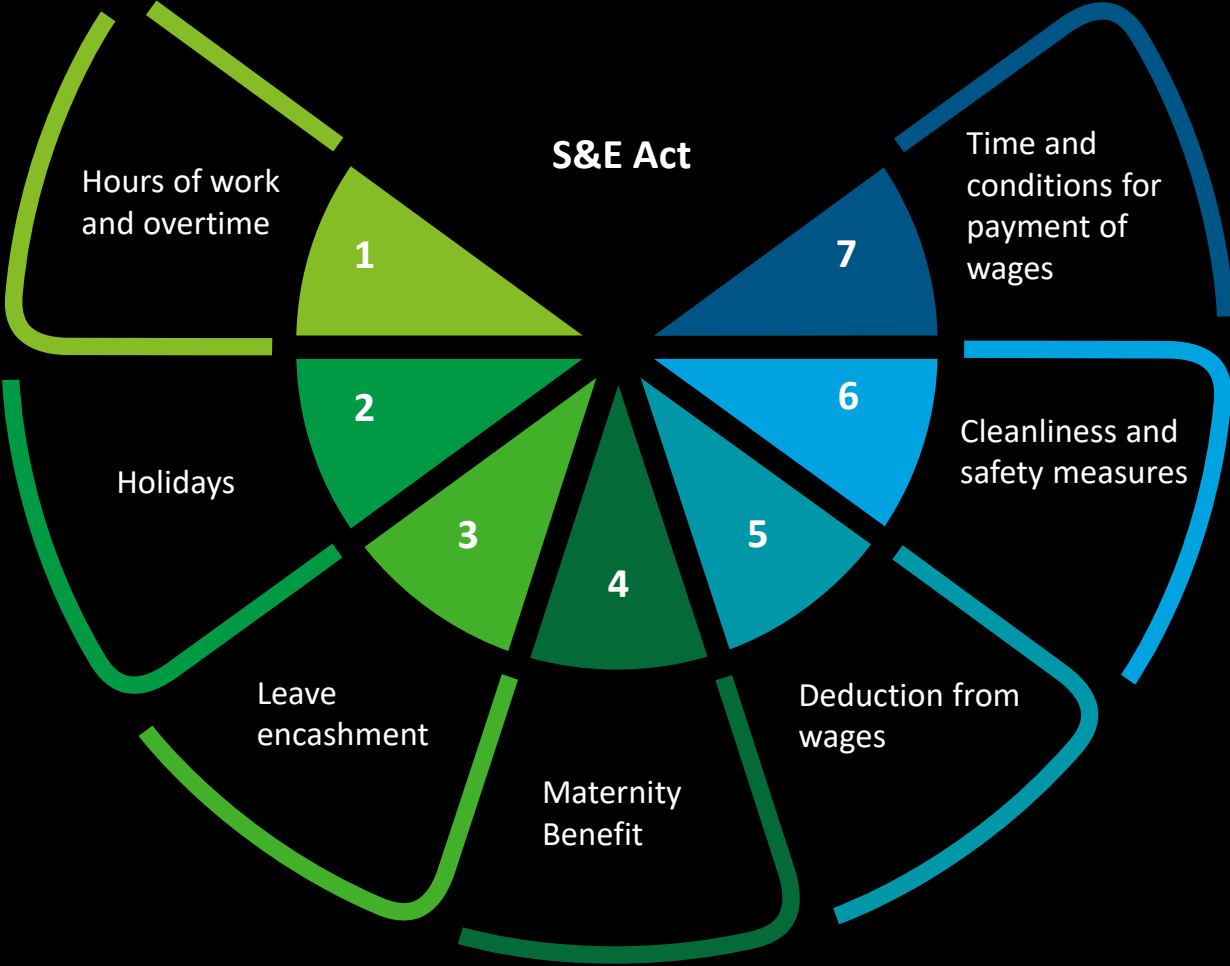 S&E Act
1
Hours of work
and overtime
2
Holidays
3
Leave
encashment
4
Maternity
Benefit
5
Deduction from
wages
6
Cleanliness and
safety measures
7
Time and
conditions for
payment of
wages